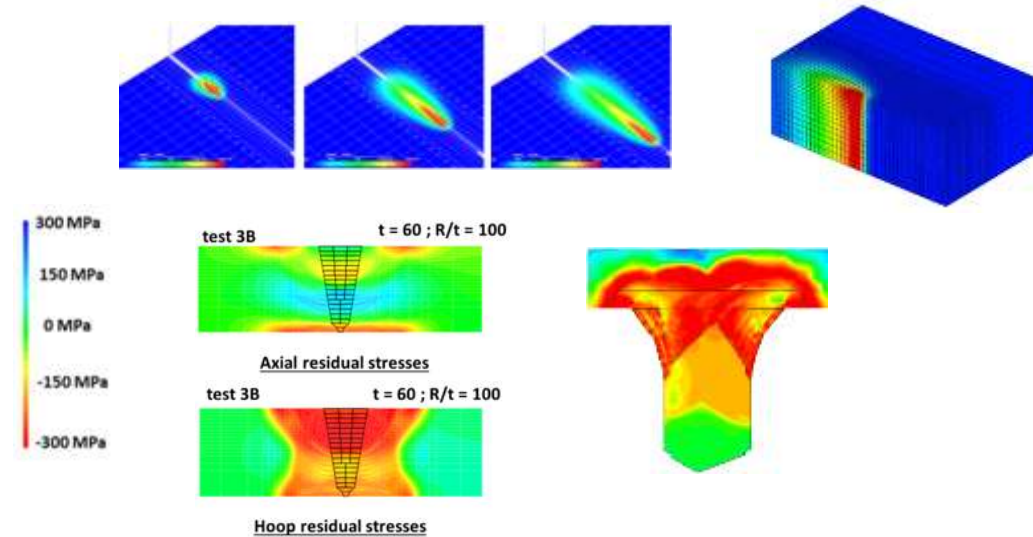 300 MPa
150 MPa
0 MPa
-150 MPa
-300 MPa
test 3B
t = 60 ; R/t = 100
Axial residual stresses
test 3B
t = 60 ; R/t = 100
Hoop residual stresses